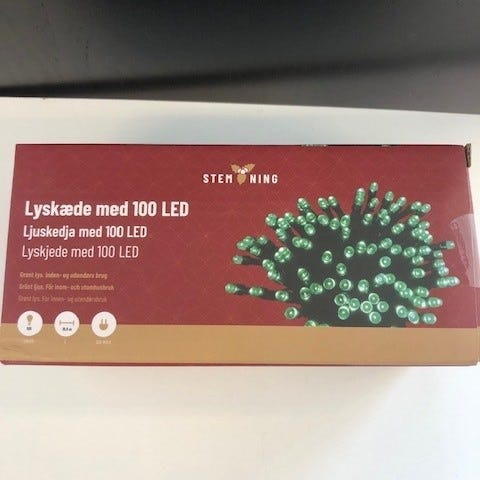 STEMNING
Lyskæde med 100 LED
Ljuskedja med 100 LED
Lyskjede med 100 LED
Grønt lys. Inden- og udendørs brug
Grönt ljus. För inom- och utomhusbruk
Grønt lys. For innen- og utendørsbruk